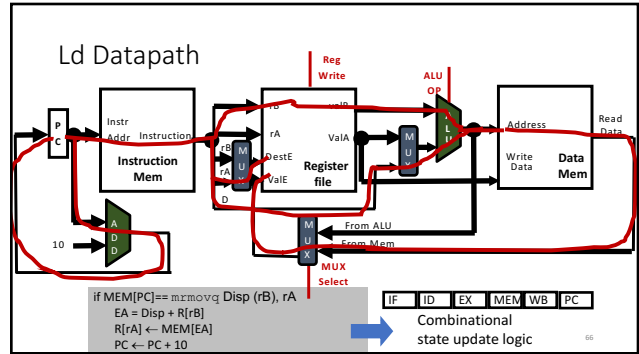 Ld Datapath
Reg
Write
ALU
OP
P
C
Instr
Addr
Instruction
Instruction
Mem
rB
rA
rB
rA
D
M
U
X
DestE
ValE
valB
ValA
Register
file
M
U
X
A
L
U
Address
Read
Data
Write
Data
Data
Mem
A
D
D
10
M
U
X
From ALU
From Mem
MUX
Select
if MEM[PC]== mrmovq Disp (rB), rA
EA = Disp + R[rB]
R[rA] ← MEM[EA]
PC ← PC + 10
IF ID EX MEM WB PC
Combinational
state update logic
66